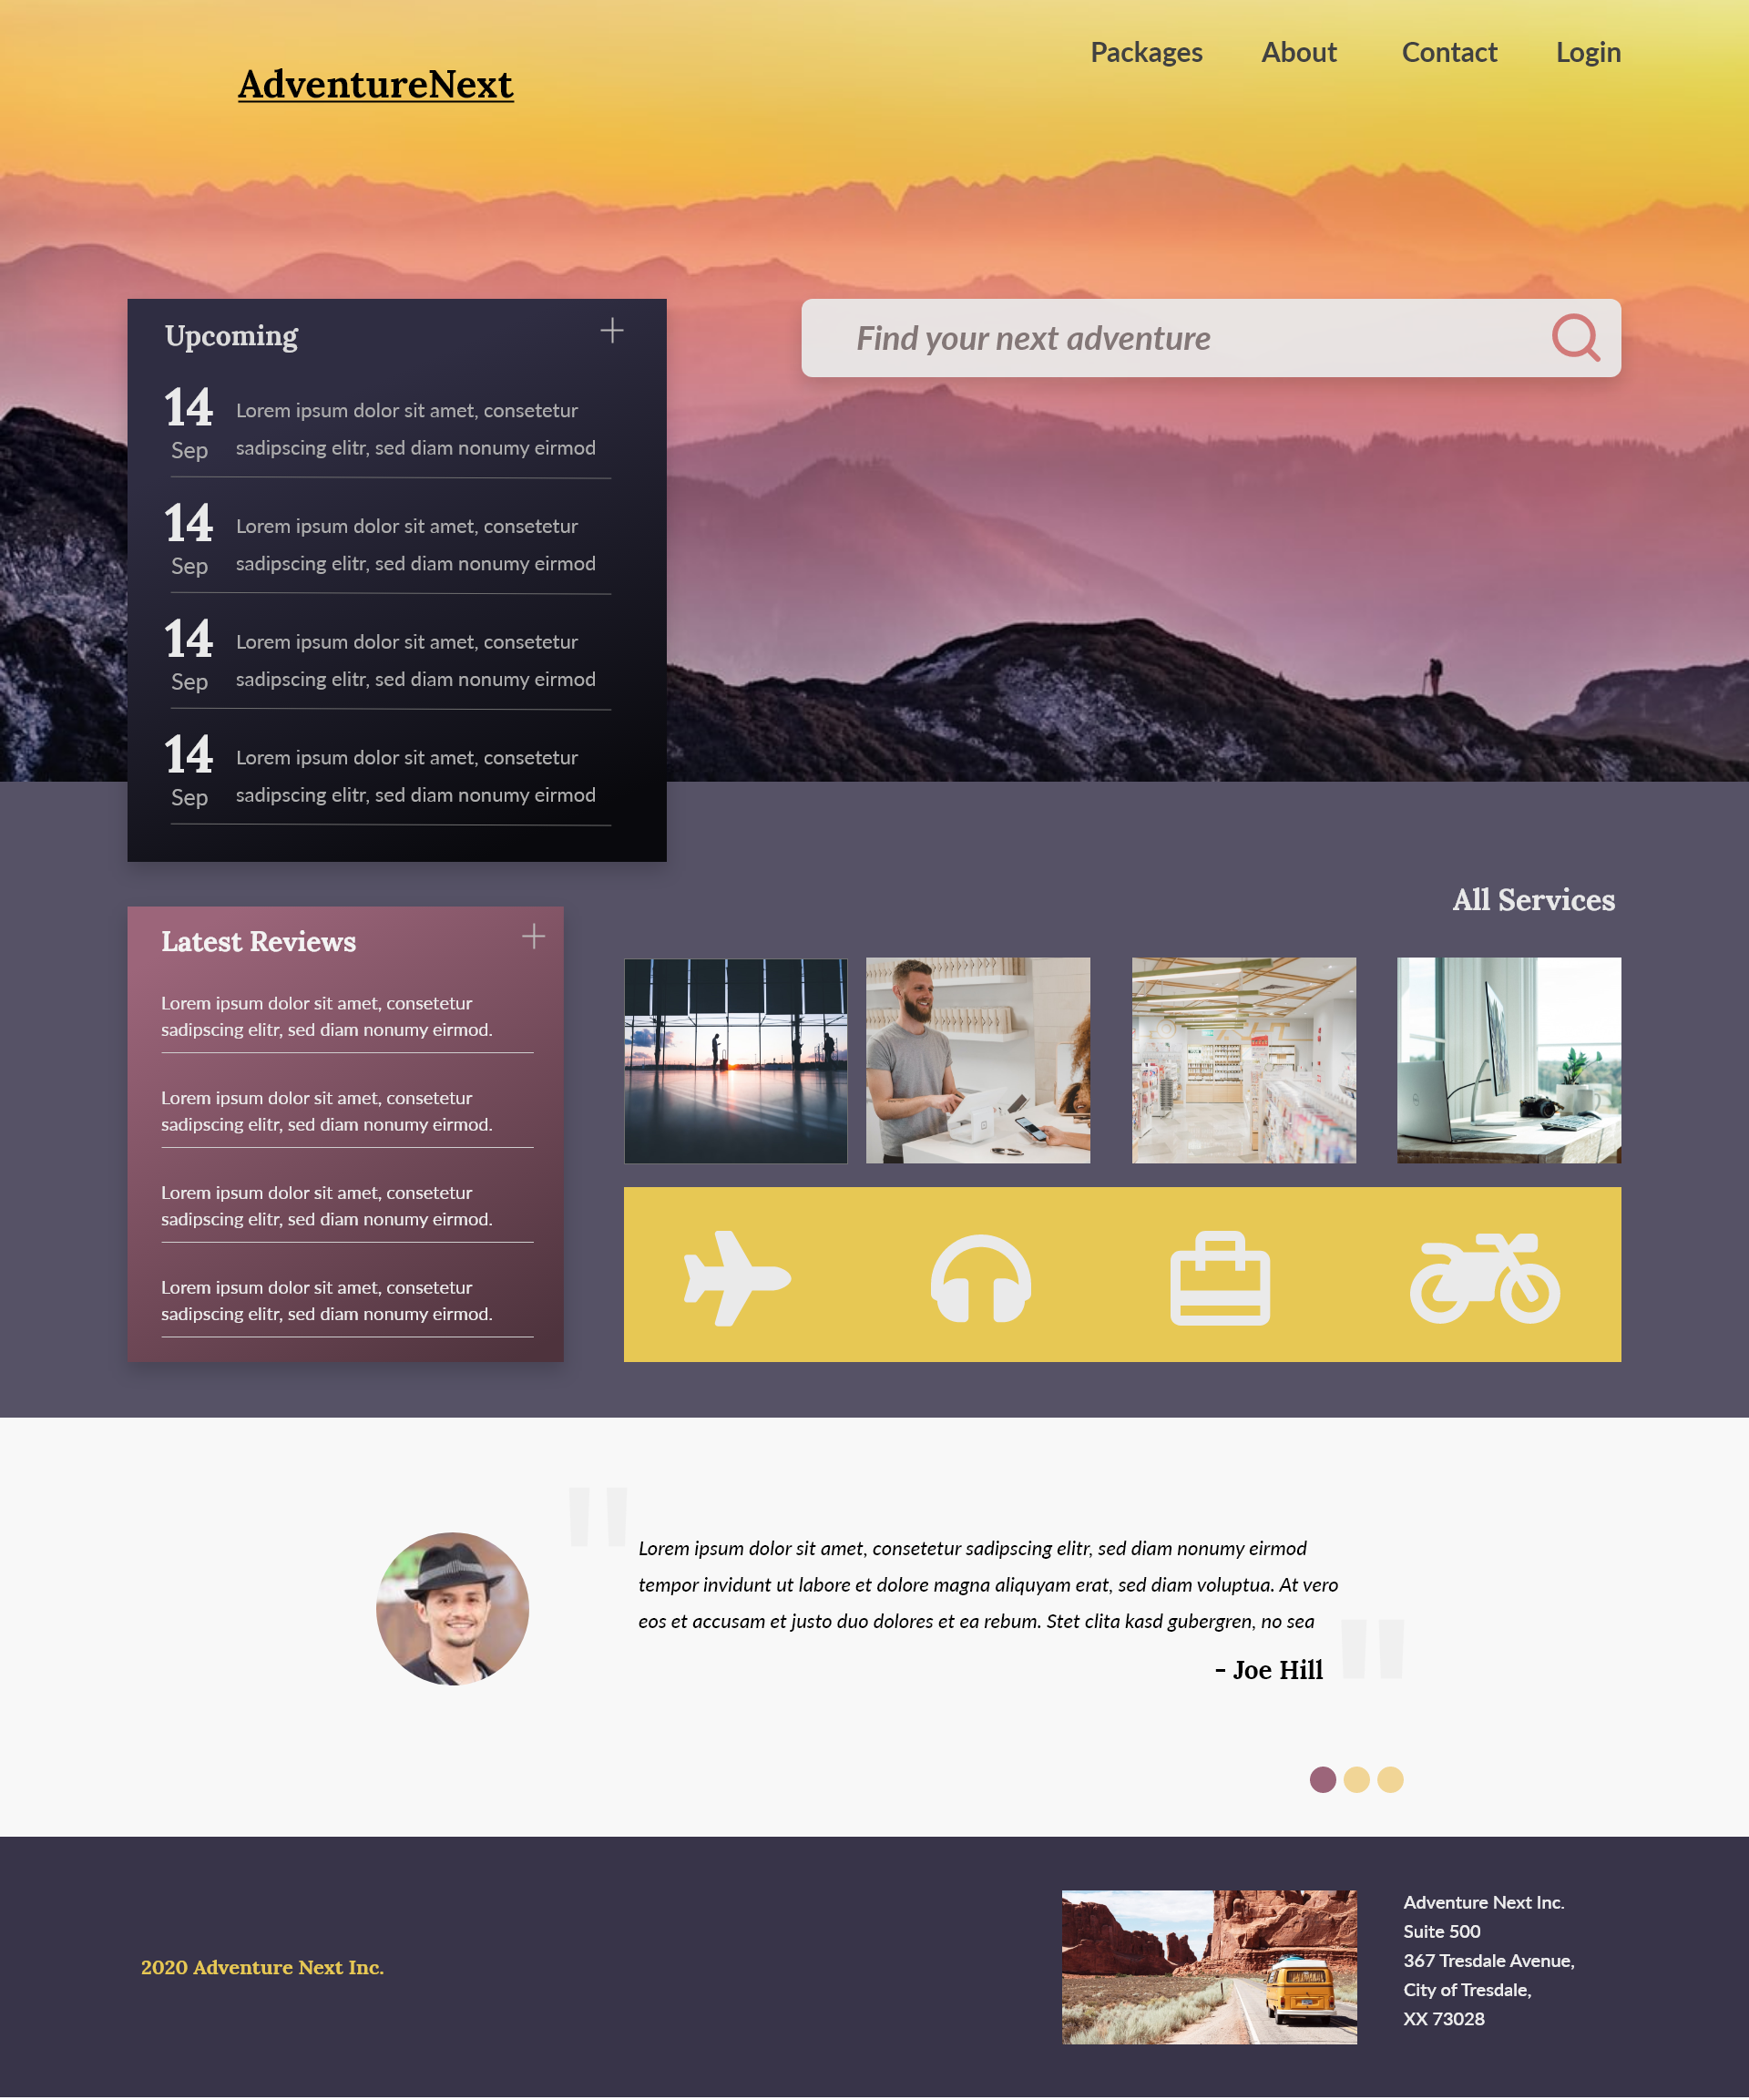 AdventureNext
Packages
About
Contact
Login
Upcoming
Find your next adventure
14
Sep
Lorem ipsum dolor sit amet, consetetur
sadipscing elitr, sed diam nonumy eirmod
14
Sep
Lorem ipsum dolor sit amet, consetetur
sadipscing elitr, sed diam nonumy eirmod
14
Sep
Lorem ipsum dolor sit amet, consetetur
sadipscing elitr, sed diam nonumy eirmod
14
Sep
Lorem ipsum dolor sit amet, consetetur
sadipscing elitr, sed diam nonumy eirmod
All Services
Latest Reviews
Lorem ipsum dolor sit amet, consetetur
sadipscing elitr, sed diam nonumy eirmod.
Lorem ipsum dolor sit amet, consetetur
sadipscing elitr, sed diam nonumy eirmod.
Lorem ipsum dolor sit amet, consetetur
sadipscing elitr, sed diam nonumy eirmod.
Lorem ipsum dolor sit amet, consetetur
sadipscing elitr, sed diam nonumy eirmod.
"
Lorem ipsum dolor sit amet, consetetur sadipscing elitr, sed diam nonumy eirmod
tempor invidunt ut labore et dolore magna aliquyam erat, sed diam voluptua. At vero
eos et accusam et justo duo dolores et ea rebum. Stet clita kasd gubergren, no sea
"
- Joe Hill
2020 Adventure Next Inc.
Adventure Next Inc.
Suite 500
367 Tresdale Avenue,
City of Tresdale,
XX 73028